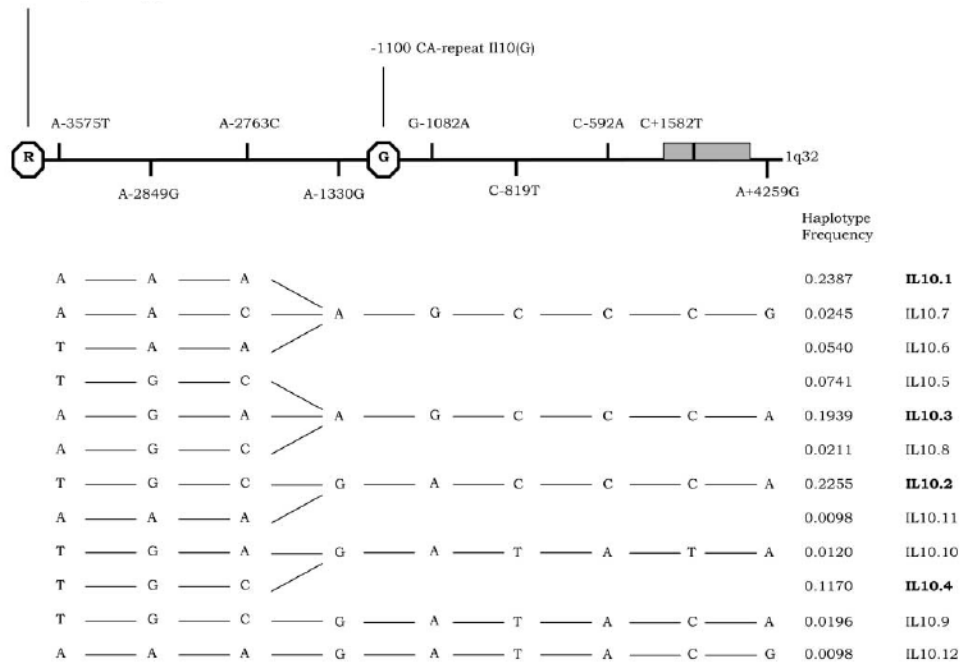 -1100 CA-repeat Il10(G)
A-3575T A-2763C G-1082A C-592A C+1582T
R G 1q32
A-2849G A-1330G C-819T A+4259G
Haplotype
Frequency
A A A 0.2387 IL10.1
A A C A G C C C G 0.0245 IL10.7
T A A 0.0540 IL10.6
T G C 0.0741 IL10.5
A G A A G C C C A 0.1939 IL10.3
A G C 0.0211 IL10.8
T G C G A C C C A 0.2255 IL10.2
A A A 0.0098 IL10.11
T G A G A T A T A 0.0120 IL10.10
T G C 0.1170 IL10.4
T G C G A T A C A 0.0196 IL10.9
A A A G A T A C G 0.0098 IL10.12